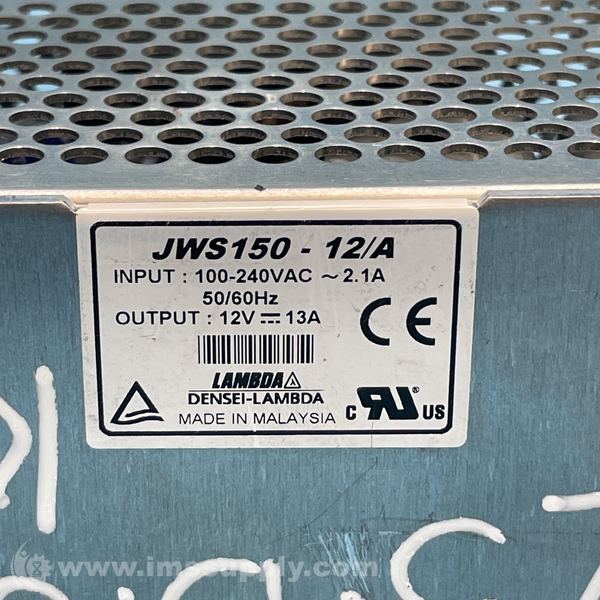 JWS150 - 12/A
INPUT : 100-240VAC ~ 2.1A
50/60Hz
OUTPUT : 12V ⎓ 13A
CE
LAMBDA
DENSEI-LAMBDA
MADE IN MALAYSIA
C RU US
www.imssupply.com